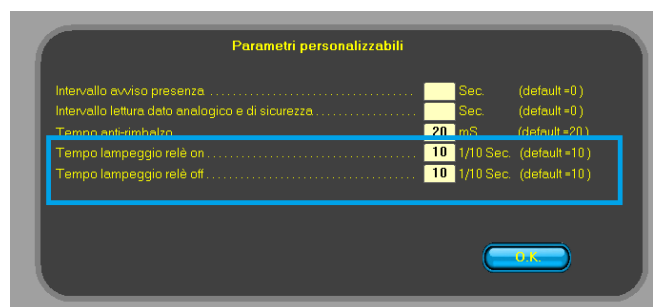 Parametri personalizzabili
Intervallo avviso presenza ........................................ Sec. (default =0 )
Intervallo lettura dato analogico e di sicurezza .................... Sec. (default =0 )
Tempo anti-rimbalzo ........................................ 20 mS (default =20 )
Tempo lampeggio relè on ........................................ 10 1/10 Sec. (default =10 )
Tempo lampeggio relè off ........................................ 10 1/10 Sec. (default =10 )
O.K.